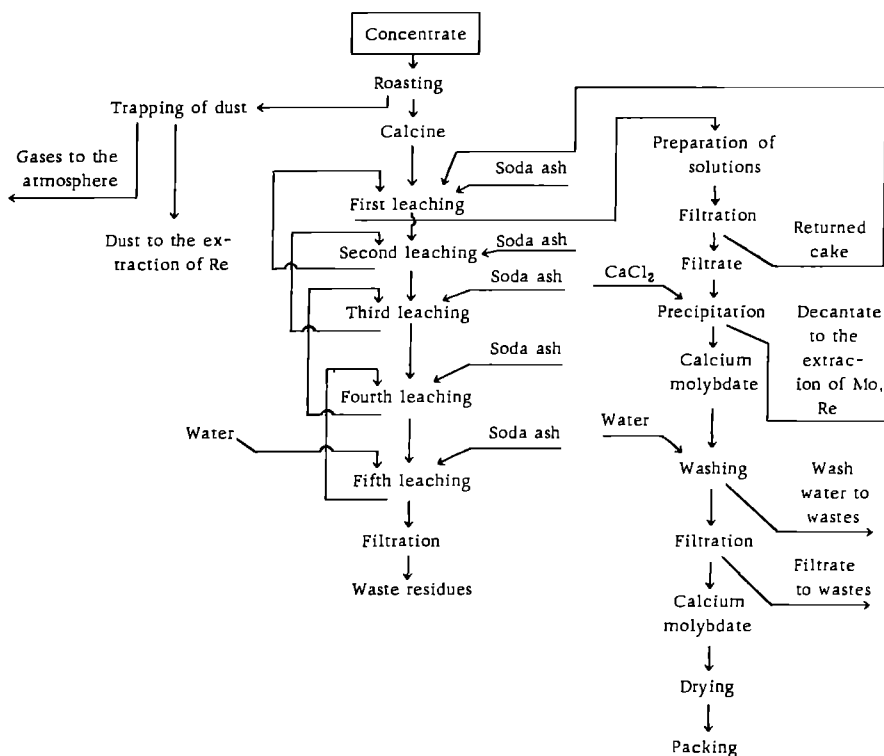 Concentrate
Roasting
Trapping of dust
Calcine
Gases to the
atmosphere
Dust to the ex-
traction of Re
Soda ash
First leaching
Soda ash
Second leaching
Soda ash
Third leaching
Soda ash
Fourth leaching
Water
Soda ash
Fifth leaching
Filtration
Waste residues
Preparation of
solutions
Filtration
Returned
cake
Filtrate
CaCl₂
Precipitation
Decantate
to the
extrac-
ion of Mo,
Re
Calcium
molybdate
Water
Washing
Wash
water to
wastes
Filtration
Filtrate
to wastes
Calcium
molybdate
Drying
Packing